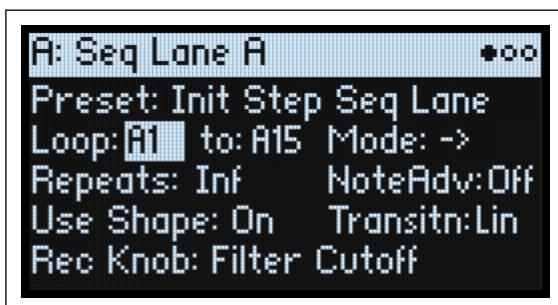 A: Seq Lane A
Preset: Init Step Seq Lane
Loop: A1 to: A15 Mode: ->
Repeats: Inf NoteAdv: Off
Use Shape: On Transitn: Lin
Rec Knob: Filter Cutoff